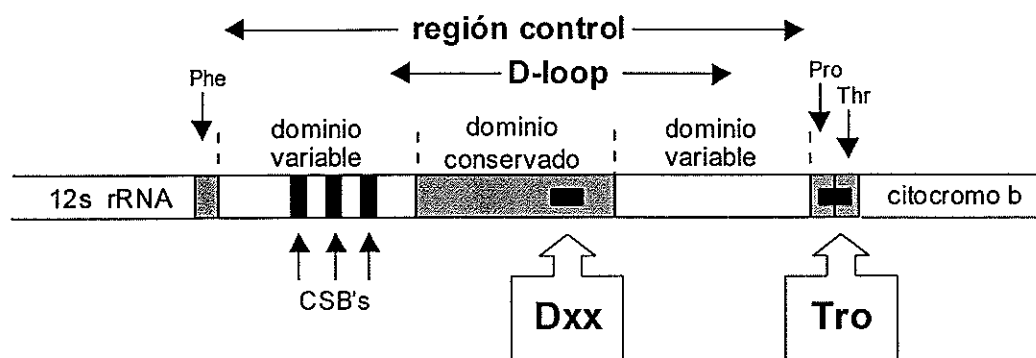 región control
D-loop
Phe
Pro
Thr
dominio
variable
dominio
conservado
dominio
variable
12s rRNA
citocromo b
CSB's
Dxx
Tro